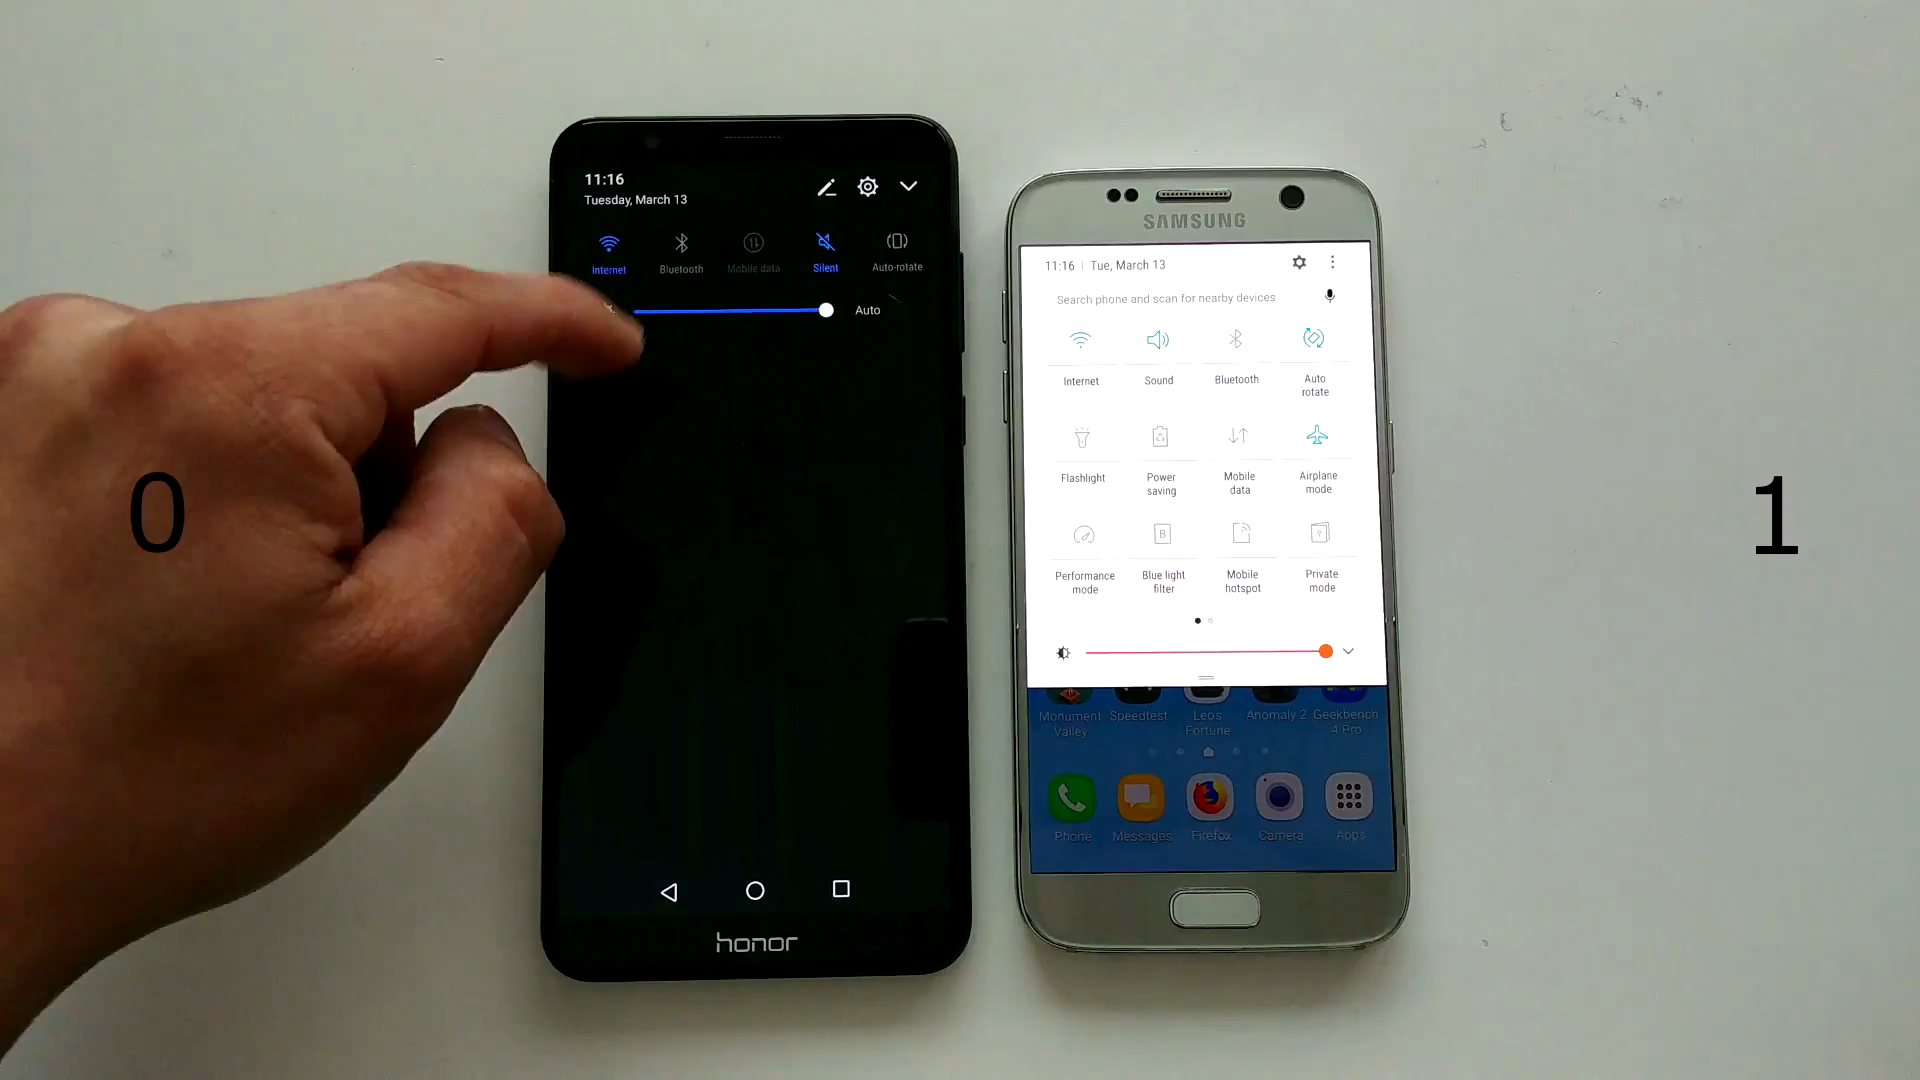 11:16
Tuesday, March 13
Internet
Bluetooth
Mobile data
Silent
Auto-rotate
Auto
honor
0
SAMSUNG
11:16 | Tue, March 13
Search phone and scan for nearby devices
Internet
Sound
Bluetooth
Auto
rotate
Flashlight
Power
saving
Mobile
data
Airplane
mode
Performance
mode
B
Blue light
filter
Mobile
hotspot
Private
mode
Monument
Valley
Speedtest
Leo's
Fortune
Anomaly 2
Geekbench
4 Pro
Phone
Messages
Firefox
Camera
Apps
1